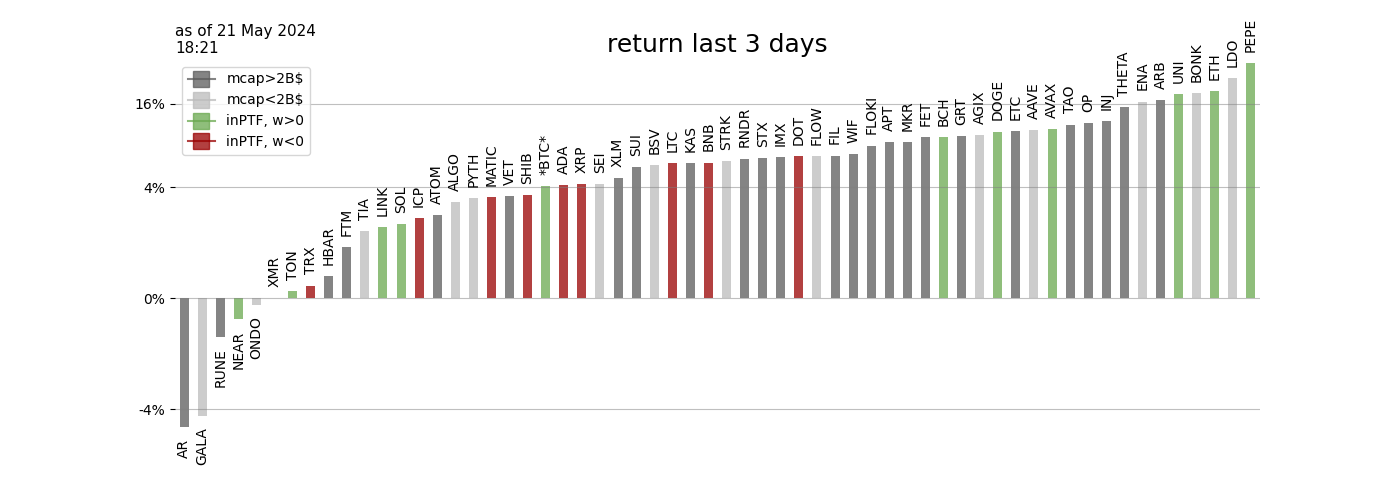 as of 21 May 2024
18:21
return last 3 days
mcap>2B$
mcap<2B$
inPTF, w>0
inPTF, w<0
16%
4%
0%
-4%
AR
GALA
RUNE
NEAR
ONDO
XMR
TON
TRX
HBAR
FTM
TIA
LINK
SOL
ICP
ATOM
ALGO
PYTH
MATIC
VET
SHIB
*BTC*
ADA
XRP
SEI
XLM
SUI
BSV
LTC
KAS
BNB
STRK
RNDR
STX
IMX
DOT
FLOW
FIL
WIF
FLOKI
APT
MKR
FET
BCH
GRT
AGIX
DOGE
ETC
AAVE
AVAX
TAO
OP
INJ
THETA
ENA
ARB
UNI
BONK
ETH
LDO
PEPE